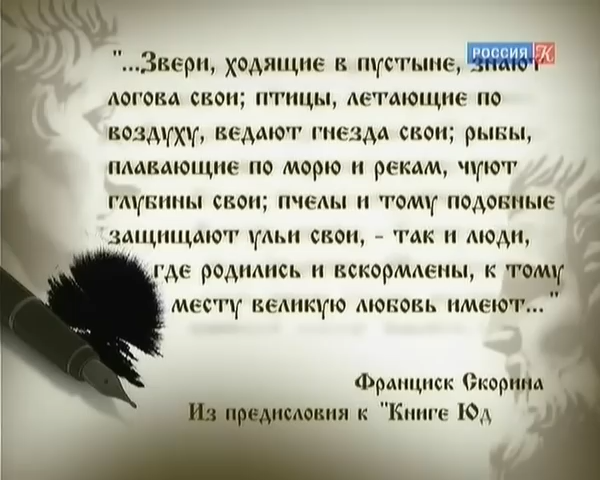 РОССИЯ К
"...Звери, ходящие в пустыне, знают
логова свои; птицы, летающие по
воздуху, ведают гнезда свои; рыбы,
плавающие по морю и рекам, чуют
глубины свои; пчелы и тому подобные
защищают ульи свои, - так и люди,
где родились и вскормлены, к тому
месту великую любовь имеют..."
Франциск Скорина
Из предисловия к "Книге Юд